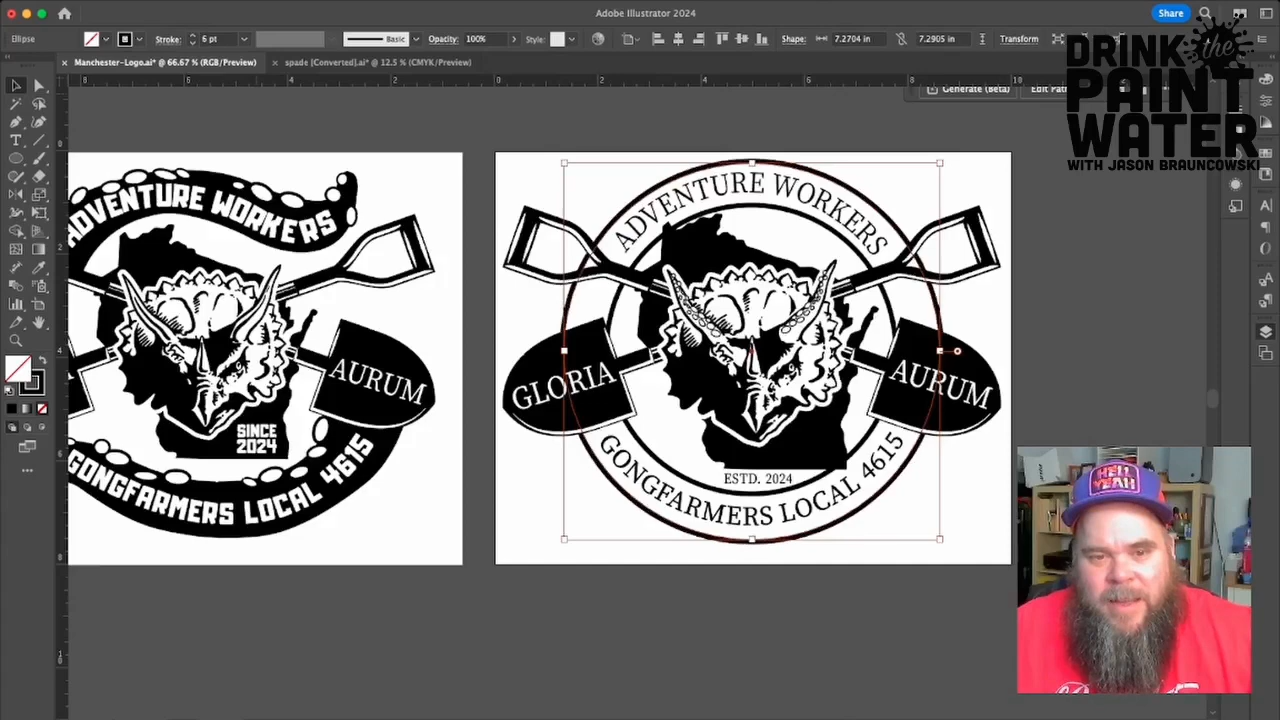 Adobe Illustrator 2024
Share
Ellipse
Stroke:
6 pt
Basic
Opacity:
100%
Style:
Shape:
7.2704 in
7.2905 in
Transform
× Manchester-Logo.ai* @ 66.67 % (RGB/Preview)
× spade [Converted].ai* @ 12.5 % (CMYK/Preview)
Generate (Beta)
DRINK the
PAINT
WATER
WITH JASON BRAUNCOWSKI
ADVENTURE WORKERS
AURUM
SINCE
2024
GONGFARMERS LOCAL 4615
ADVENTURE WORKERS
GLORIA
AURUM
ESTD. 2024
GONGFARMERS LOCAL 4615
HELL
YEAH